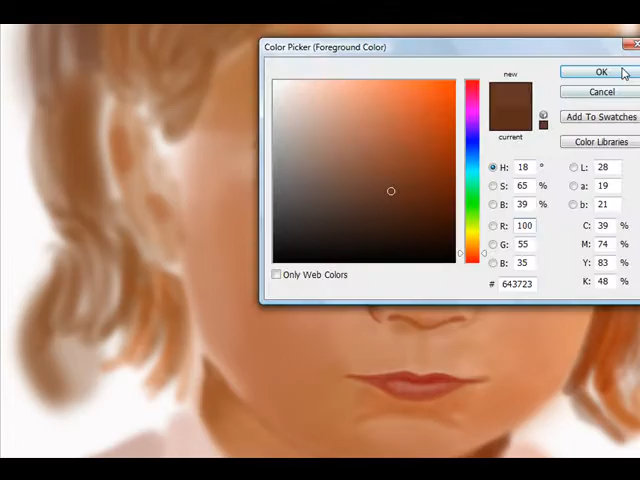 Color Picker (Foreground Color)
new
current
OK
Cancel
Add To Swatches
Color Libraries
H: 18 °
S: 65 %
B: 39 %
R: 100
G: 55
B: 35
# 643723
L: 28
a: 19
b: 21
C: 39 %
M: 74 %
Y: 83 %
K: 48 %
Only Web Colors